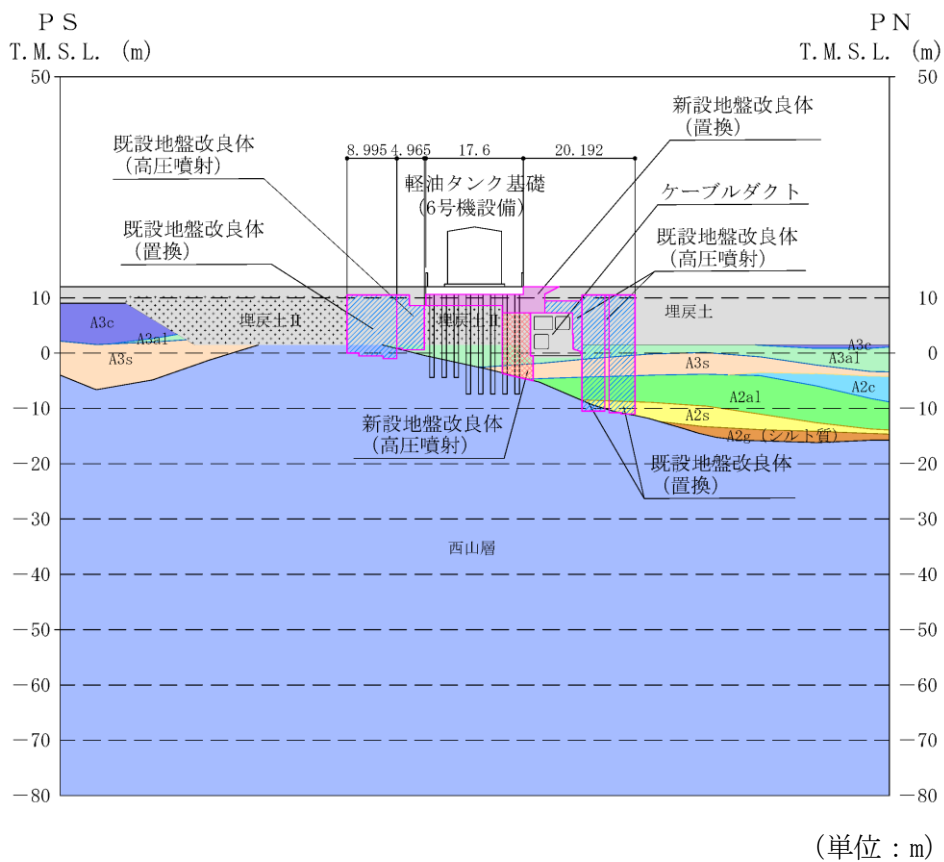 PS
PN
T.M.S.L. (m)
T.M.S.L. (m)
50
50
新設地盤改良体
(置換)
既設地盤改良体
(高圧噴射)
8.995
4.965
17.6
20.192
軽油タンク基礎
(6号機設備)
ケーブルダクト
既設地盤改良体
(置換)
既設地盤改良体
(高圧噴射)
10
10
A3c
埋戻土Ⅱ
埋戻土Ⅱ
埋戻土
A3al
A3c
0
0
A3s
A3s
A3al
A2c
A2al
-10
-10
新設地盤改良体
(高圧噴射)
A2s
A2g (シルト質)
既設地盤改良体
(置換)
-20
-20
-30
-30
西山層
-40
-40
-50
-50
-60
-60
-70
-70
-80
-80
(単位:m)